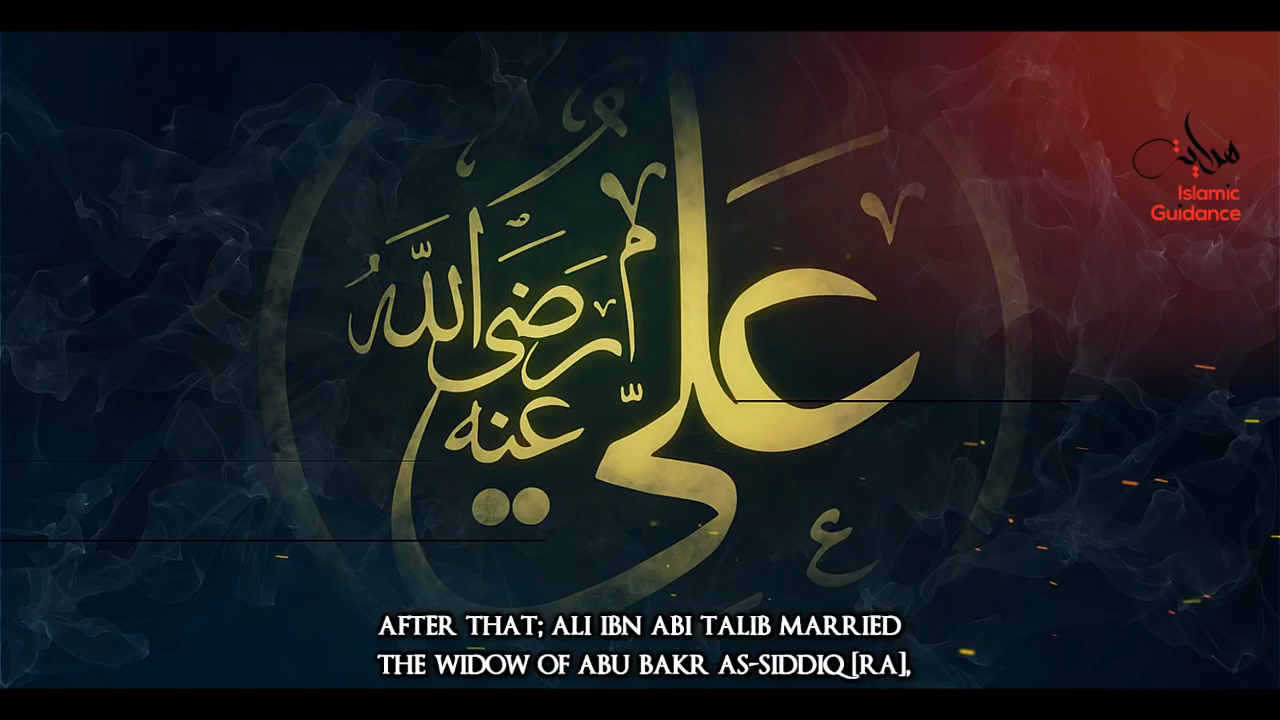 هداية
Islamic
Guidance
عليّ
رضي الله
عنه
AFTER THAT; ALI IBN ABI TALIB MARRIED
THE WIDOW OF ABU BAKR AS-SIDDIQ [RA],